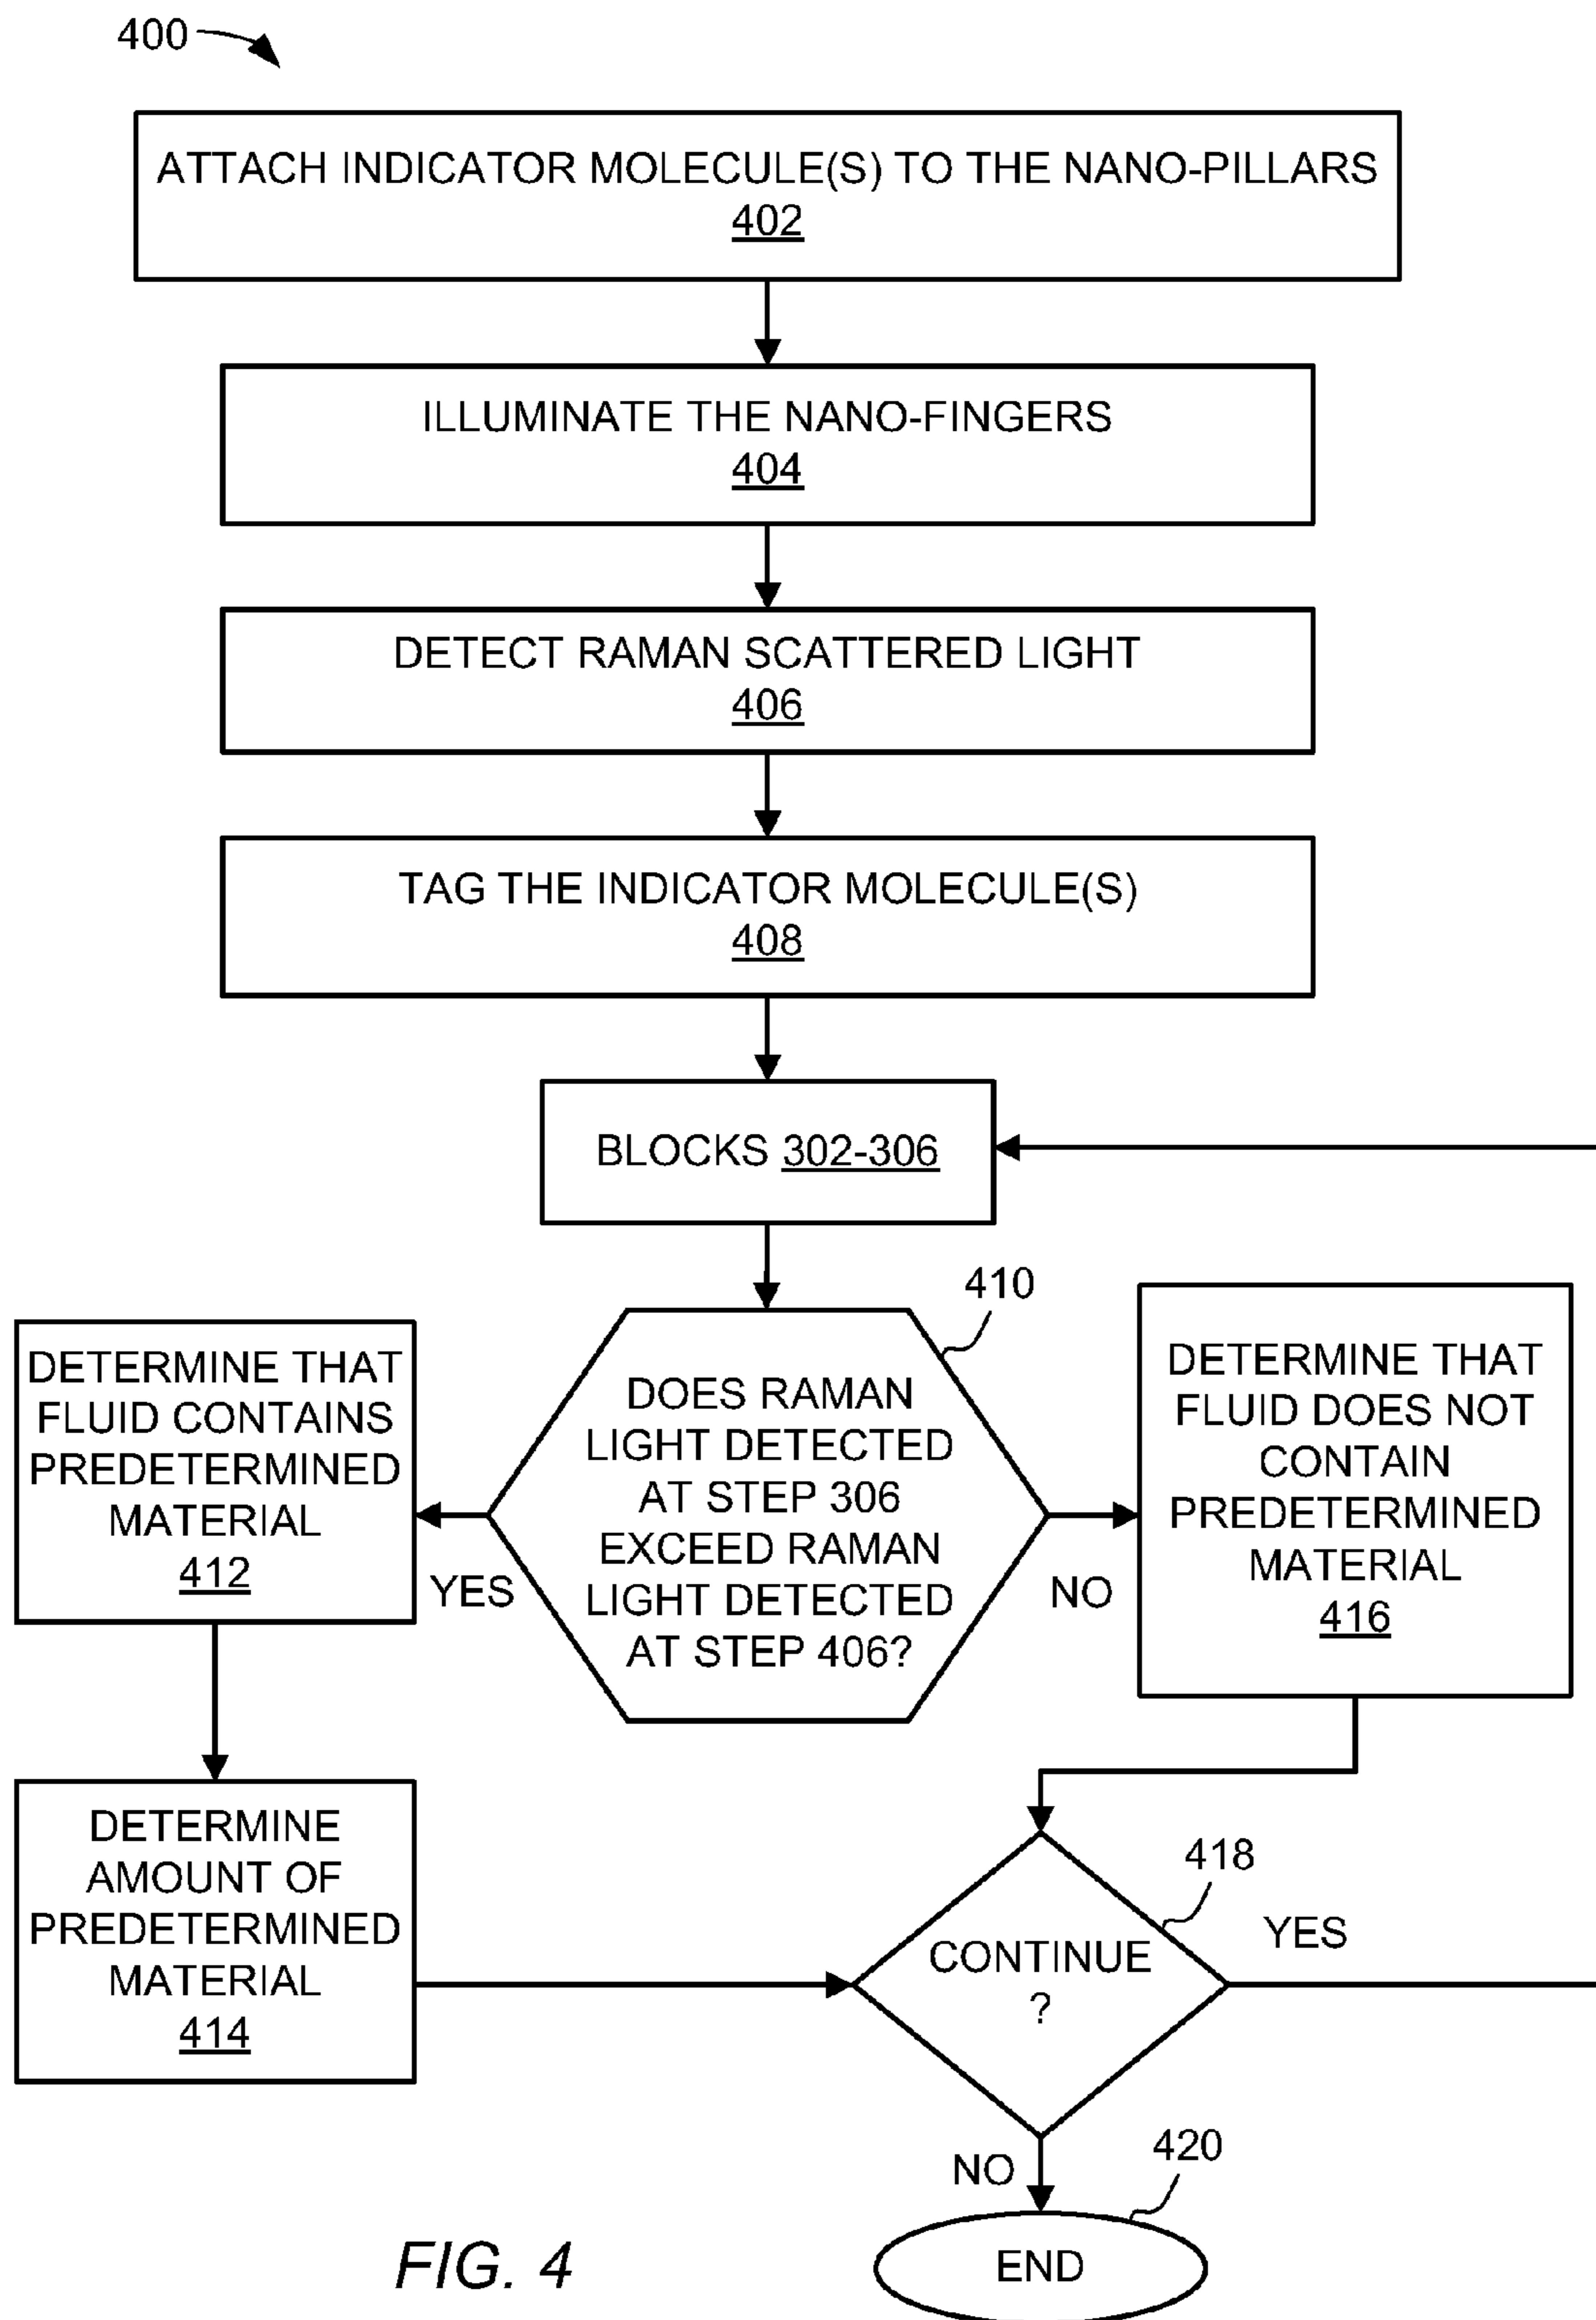 400
ATTACH INDICATOR MOLECULE(S) TO THE NANO-PILLARS
402
ILLUMINATE THE NANO-FINGERS
404
DETECT RAMAN SCATTERED LIGHT
406
TAG THE INDICATOR MOLECULE(S)
408
BLOCKS 302-306
410
DOES RAMAN
LIGHT DETECTED
AT STEP 306
EXCEED RAMAN
LIGHT DETECTED
AT STEP 406?
YES
NO
DETERMINE THAT
FLUID CONTAINS
PREDETERMINED
MATERIAL
412
DETERMINE THAT
FLUID DOES NOT
CONTAIN
PREDETERMINED
MATERIAL
416
DETERMINE
AMOUNT OF
PREDETERMINED
MATERIAL
414
418
CONTINUE
?
YES
NO
420
END
FIG. 4